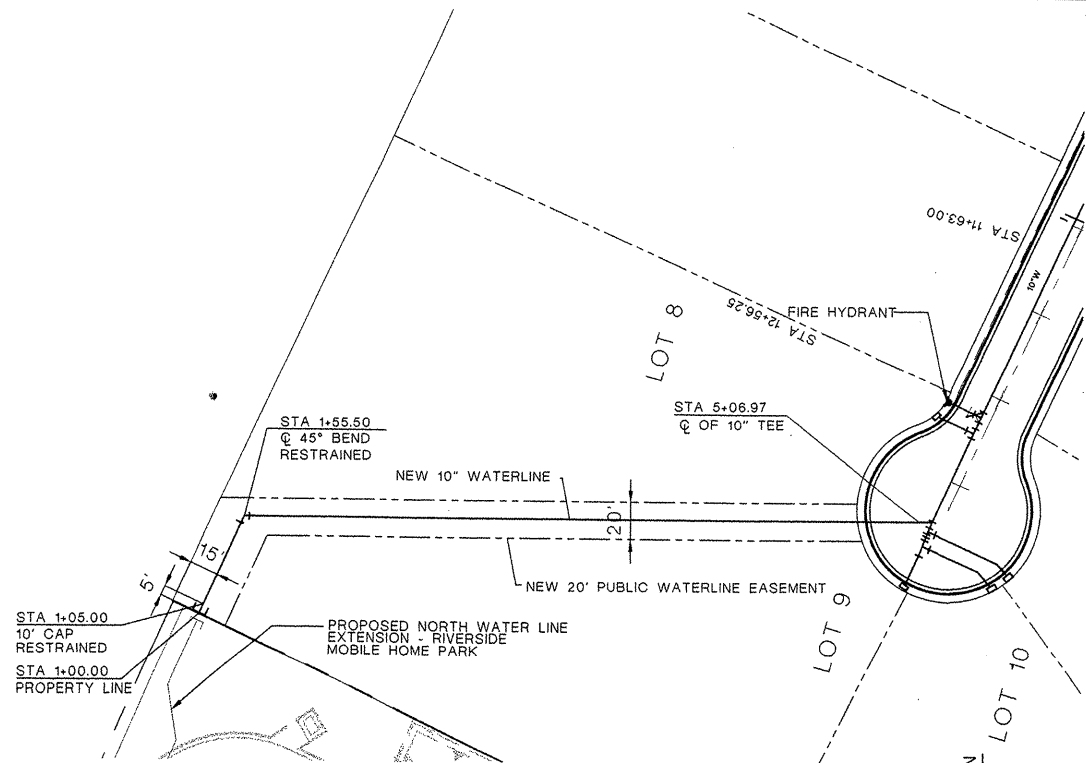 STA 11+63.00
10"W
FIRE HYDRANT
STA 12+56.25
LOT 8
STA 5+06.97
℄ OF 10" TEE
STA 1+55.50
℄ 45° BEND
RESTRAINED
NEW 10" WATERLINE
20'
15'
5'
NEW 20' PUBLIC WATERLINE EASEMENT
STA 1+05.00
10' CAP
RESTRAINED
STA 1+00.00
PROPERTY LINE
PROPOSED NORTH WATER LINE
EXTENSION - RIVERSIDE
MOBILE HOME PARK
LOT 9
LOT 10